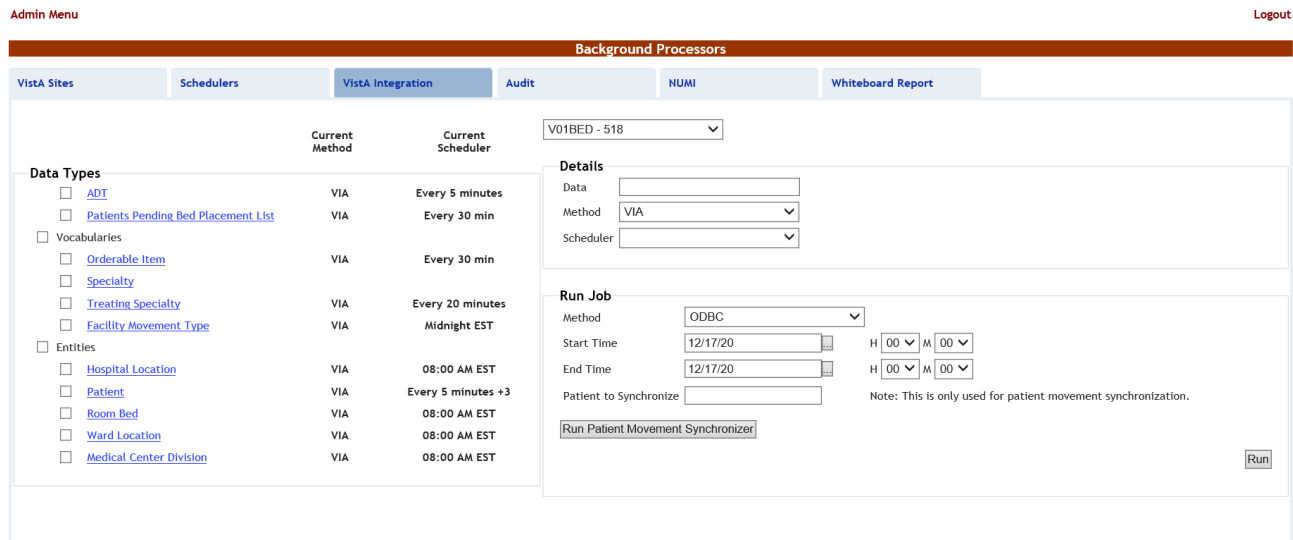 Admin Menu Logout
Background Processors
VistA Sites Schedulers VistA Integration Audit NUMI Whiteboard Report
Current Method Current Scheduler
Data Types
ADT VIA Every 5 minutes
Patients Pending Bed Placement List VIA Every 30 min
Vocabularies
Orderable Item VIA Every 30 min
Specialty
Treating Specialty VIA Every 20 minutes
Facility Movement Type VIA Midnight EST
Entities
Hospital Location VIA 08:00 AM EST
Patient VIA Every 5 minutes +3
Room Bed VIA 08:00 AM EST
Ward Location VIA 08:00 AM EST
Medical Center Division VIA 08:00 AM EST
V01BED - 518
Details
Data
Method VIA
Scheduler
Run Job
Method ODBC
Start Time 12/17/20 ... H 00 M 00
End Time 12/17/20 ... H 00 M 00
Patient to Synchronize Note: This is only used for patient movement synchronization.
Run Patient Movement Synchronizer
Run